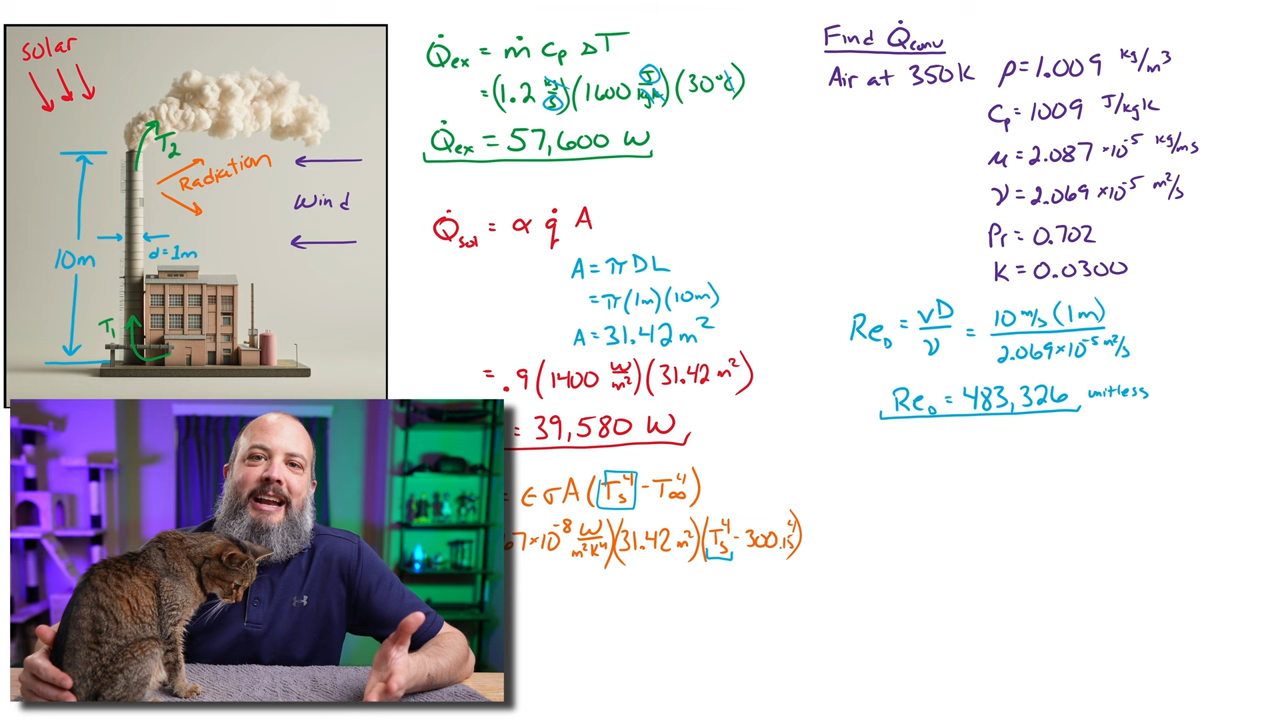 Solar
T2
Radiation
Wind
10m
d=1m
T1
Q̇ex = ṁ Cp ΔT
=(1.2 kg/s)(1600 J/kgK)(30°K)
Q̇ex = 57,600 W
Q̇sol = α q̇ A
A = π D L
= π(1m)(10m)
A = 31.42 m²
= .9(1400 W/m²)(31.42 m²)
= 39,580 W
= εσA(Ts⁴ - T∞⁴)
7×10⁻⁸ W/m²K⁴)(31.42 m²)(Ts⁴ - 300.15⁴)
Find Q̇conv
Air at 350K ρ = 1.009 kg/m³
Cp = 1009 J/kgK
μ = 2.087×10⁻⁵ kg/ms
ν = 2.069×10⁻⁵ m²/s
Pr = 0.702
K = 0.0300
ReD = vD/ν = 10 m/s (1m)/2.069×10⁻⁵ m²/s
ReD = 483,326 unitless